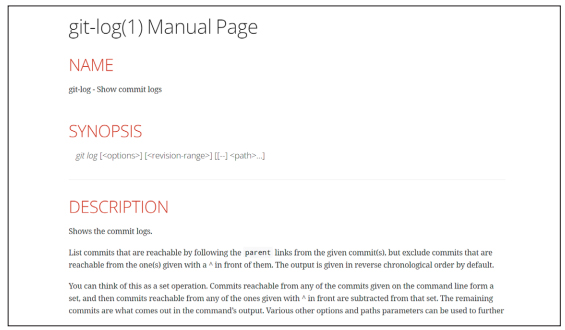 git-log(1) Manual Page
NAME
git-log - Show commit logs
SYNOPSIS
git log [<options>] [<revision-range>] [[--] <path>…]
DESCRIPTION
Shows the commit logs.
List commits that are reachable by following the parent links from the given commit(s), but exclude commits that are
reachable from the one(s) given with a ^ in front of them. The output is given in reverse chronological order by default.
You can think of this as a set operation. Commits reachable from any of the commits given on the command line form a
set, and then commits reachable from any of the ones given with ^ in front are subtracted from that set. The remaining
commits are what comes out in the command's output. Various other options and paths parameters can be used to further